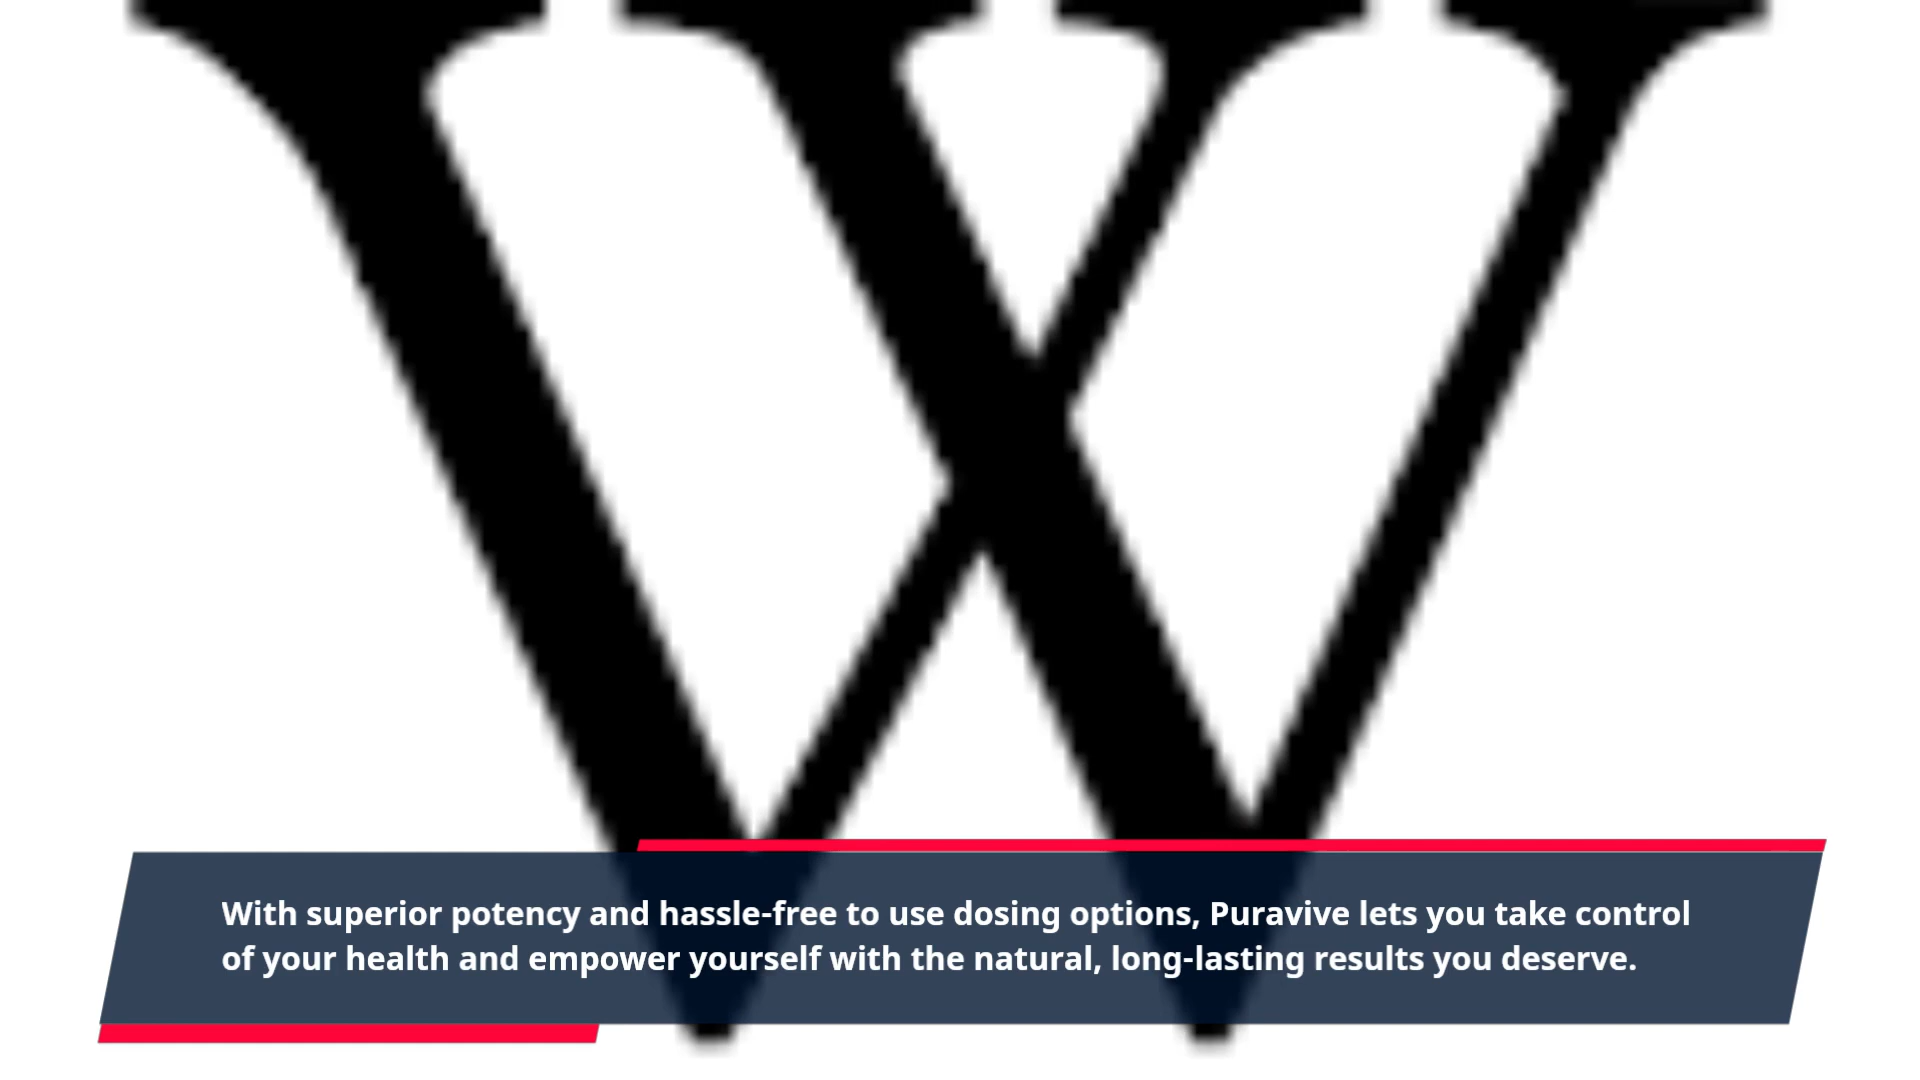 W
With superior potency and hassle-free to use dosing options, Puravive lets you take control
of your health and empower yourself with the natural, long-lasting results you deserve.